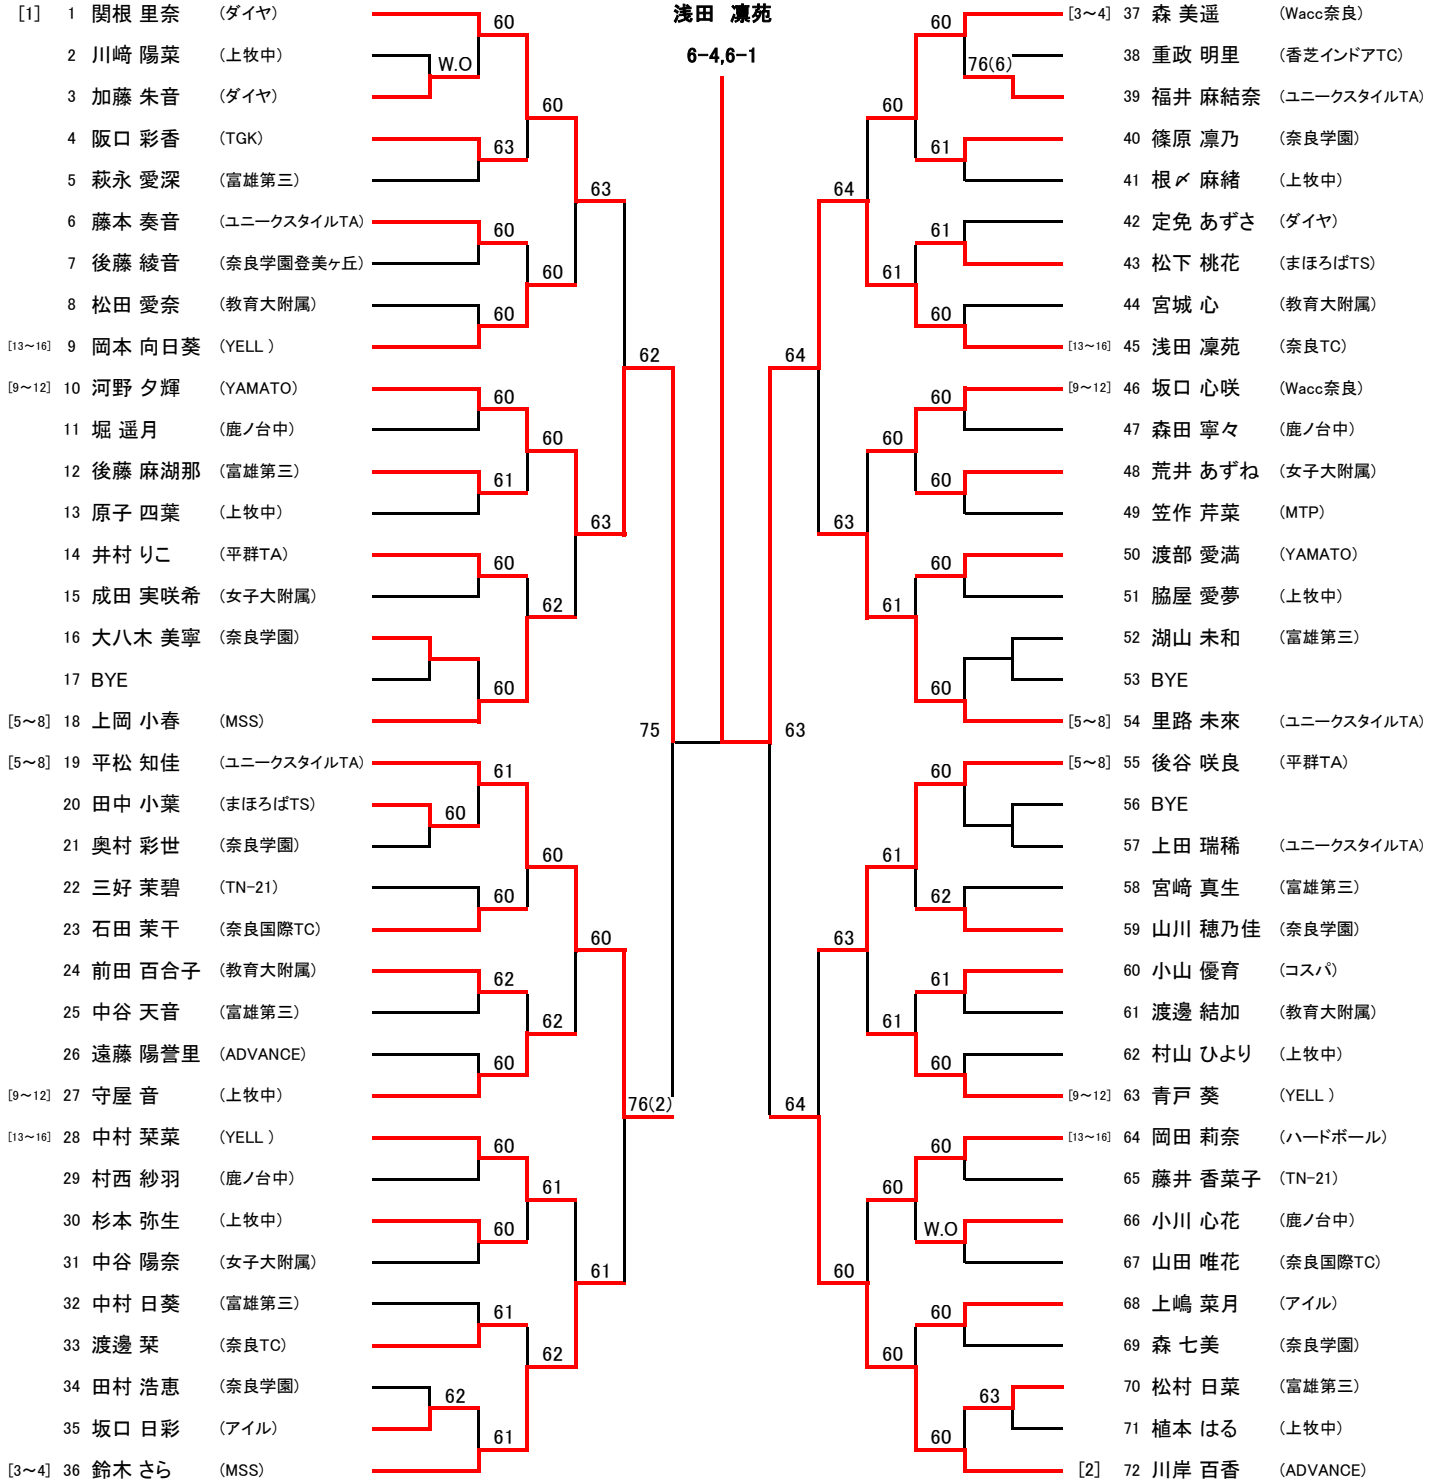 浅田 凛苑
6-4,6-1
[1] 1 関根 里奈 (ダイヤ)
2 川﨑 陽菜 (上牧中)
3 加藤 朱音 (ダイヤ)
4 阪口 彩香 (TGK)
5 萩永 愛深 (富雄第三)
6 藤本 奏音 (ユニークスタイルTA)
7 後藤 綾音 (奈良学園登美ヶ丘)
8 松田 愛奈 (教育大附属)
[13~16] 9 岡本 向日葵 (YELL )
[9~12] 10 河野 夕輝 (YAMATO)
11 堀 遥月 (鹿ノ台中)
12 後藤 麻湖那 (富雄第三)
13 原子 四葉 (上牧中)
14 井村 りこ (平群TA)
15 成田 実咲希 (女子大附属)
16 大八木 美寧 (奈良学園)
17 BYE
[5~8] 18 上岡 小春 (MSS)
[5~8] 19 平松 知佳 (ユニークスタイルTA)
20 田中 小葉 (まほろばTS)
21 奥村 彩世 (奈良学園)
22 三好 茉碧 (TN-21)
23 石田 茉千 (奈良国際TC)
24 前田 百合子 (教育大附属)
25 中谷 天音 (富雄第三)
26 遠藤 陽誉里 (ADVANCE)
[9~12] 27 守屋 音 (上牧中)
[13~16] 28 中村 栞菜 (YELL )
29 村西 紗羽 (鹿ノ台中)
30 杉本 弥生 (上牧中)
31 中谷 陽奈 (女子大附属)
32 中村 日葵 (富雄第三)
33 渡邊 栞 (奈良TC)
34 田村 浩恵 (奈良学園)
35 坂口 日彩 (アイル)
[3~4] 36 鈴木 さら (MSS)
W.O
60
62
60
63
60
60
60
61
60
60
61
60
62
60
60
60
61
61
60
60
60
62
60
62
61
62
63
63
60
61
62
76(2)
75
[3~4] 37 森 美遥 (Wacc奈良)
38 重政 明里 (香芝インドアTC)
39 福井 麻結奈 (ユニークスタイルTA)
40 篠原 凛乃 (奈良学園)
41 根〆 麻緒 (上牧中)
42 定免 あずさ (ダイヤ)
43 松下 桃花 (まほろばTS)
44 宮城 心 (教育大附属)
[13~16] 45 浅田 凜苑 (奈良TC)
[9~12] 46 坂口 心咲 (Wacc奈良)
47 森田 寧々 (鹿ノ台中)
48 荒井 あずね (女子大附属)
49 笠作 芹菜 (MTP)
50 渡部 愛満 (YAMATO)
51 脇屋 愛夢 (上牧中)
52 湖山 未和 (富雄第三)
53 BYE
[5~8] 54 里路 未來 (ユニークスタイルTA)
[5~8] 55 後谷 咲良 (平群TA)
56 BYE
57 上田 瑞稀 (ユニークスタイルTA)
58 宮﨑 真生 (富雄第三)
59 山川 穂乃佳 (奈良学園)
60 小山 優育 (コスパ)
61 渡邊 結加 (教育大附属)
62 村山 ひより (上牧中)
[9~12] 63 青戸 葵 (YELL )
[13~16] 64 岡田 莉奈 (ハードボール)
65 藤井 香菜子 (TN-21)
66 小川 心花 (鹿ノ台中)
67 山田 唯花 (奈良国際TC)
68 上嶋 菜月 (アイル)
69 森 七美 (奈良学園)
70 松村 日菜 (富雄第三)
71 植本 はる (上牧中)
[2] 72 川岸 百香 (ADVANCE)
76(6)
63
60
61
61
60
60
60
60
60
60
62
61
60
60
W.O
60
60
60
61
60
61
61
61
60
60
64
63
63
60
64
64
63